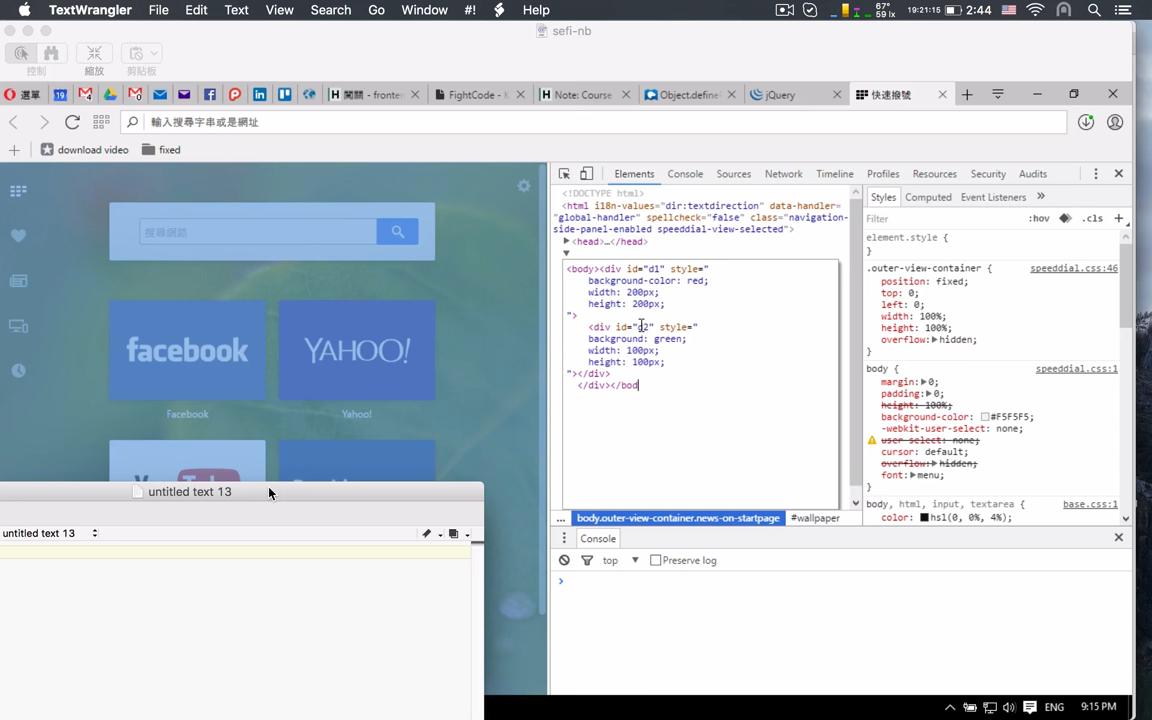 TextWrangler File Edit Text View Search Go Window #! Help 67° 59 lx 19:21:15 2:44
sefi-nb
控制 縮放 剪貼板
選單 19 4 0 闖關 - fronten FightCode - K Note: Course Object.define jQuery 快速撥號
輸入搜尋字串或是網址
download video fixed
Elements Console Sources Network Timeline Profiles Resources Security Audits
<!DOCTYPE html>
<html i18n-values="dir:textdirection" data-handler=
"global-handler" spellcheck="false" class="navigation-
side-panel-enabled speeddial-view-selected">
<head>…</head>
<body><div id="d1" style="
background-color: red;
width: 200px;
height: 200px;
">
<div id="d2" style="
background: green;
width: 100px;
height: 100px;
"></div>
</div></bod
... body.outer-view-container.news-on-startpage #wallpaper
Styles Computed Event Listeners »
Filter :hov .cls +
element.style {
}
.outer-view-container { speeddial.css:46
position: fixed;
top: 0;
left: 0;
width: 100%;
height: 100%;
overflow: hidden;
}
body { speeddial.css:1
margin: 0;
padding: 0;
height: 100%;
background-color: #F5F5F5;
-webkit-user-select: none;
user-select: none;
cursor: default;
overflow: hidden;
font: menu;
}
body, html, input, textarea { base.css:1
color: hsl(0, 0%, 4%);
搜尋網路
facebook YAHOO!
Facebook Yahoo!
untitled text 13
untitled text 13
Console
top Preserve log
ENG 9:15 PM